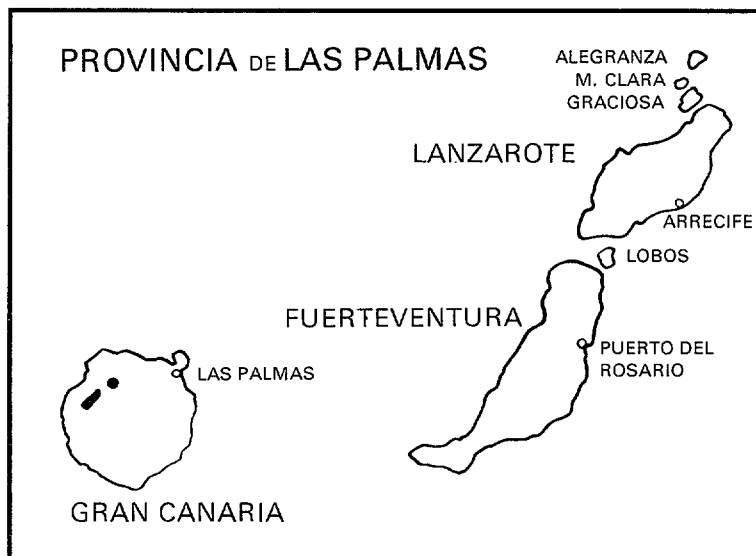 PROVINCIA DE LAS PALMAS
ALEGRANZA
M. CLARA
GRACIOSA
LANZAROTE
ARRECIFE
LOBOS
FUERTEVENTURA
PUERTO DEL
ROSARIO
LAS PALMAS
GRAN CANARIA